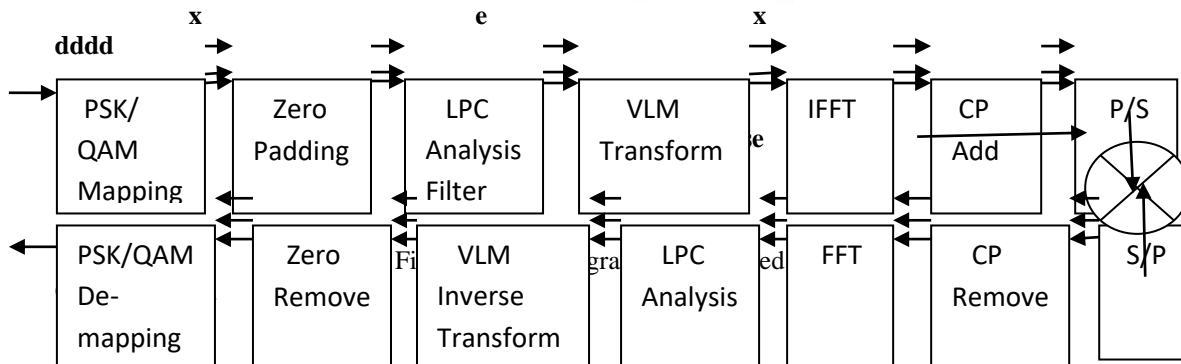 x e x
dddd
PSK/
QAM
Mapping
Zero
Padding
LPC
Analysis
Filter
VLM
Transform
IFFT
CP
Add
P/S
PSK/QAM
De-
mapping
Zero
Remove
VLM
Inverse
Transform
LPC
Analysis
FFT
CP
Remove
S/P